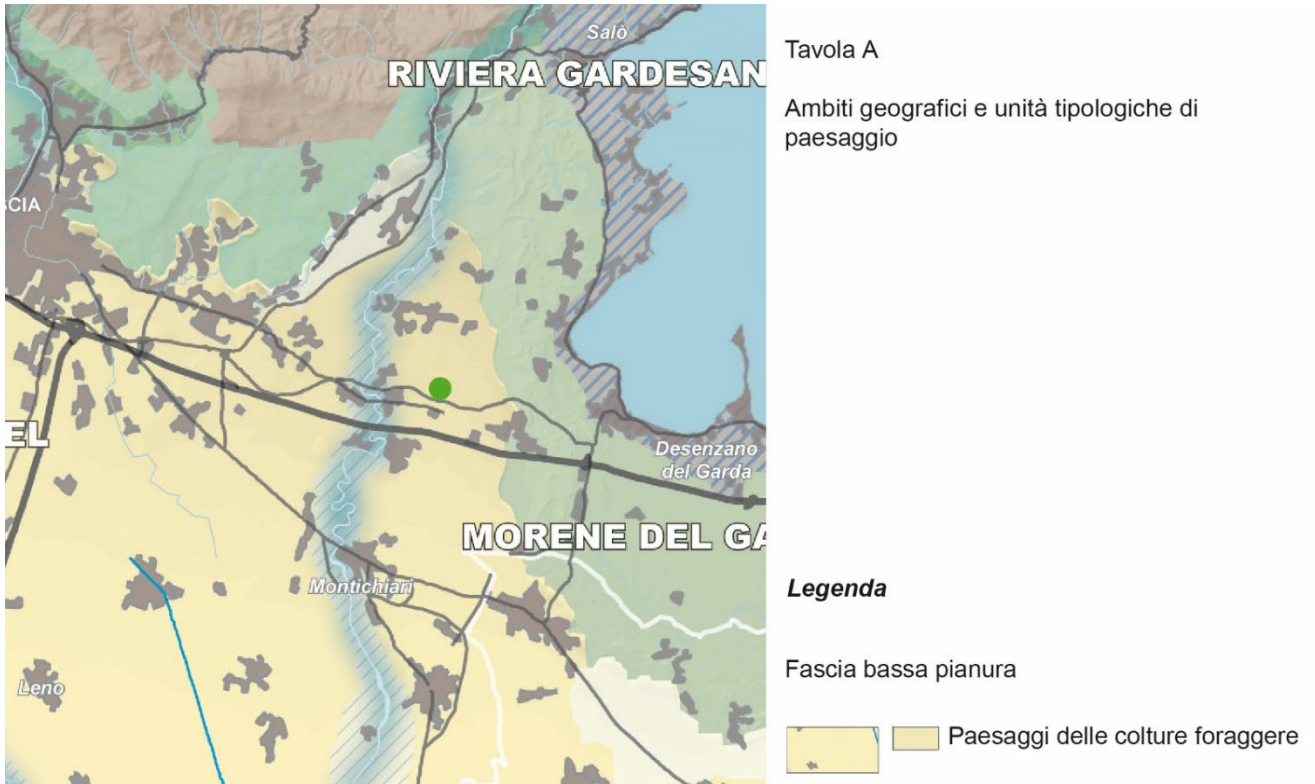 Salò
RIVIERA GARDESAN
SCIA
EL
Desenzano
del Garda
MORENE DEL GA
Montichiari
Leno
Tavola A
Ambiti geografici e unità tipologiche di
paesaggio
Legenda
Fascia bassa pianura
Paesaggi delle colture foraggere